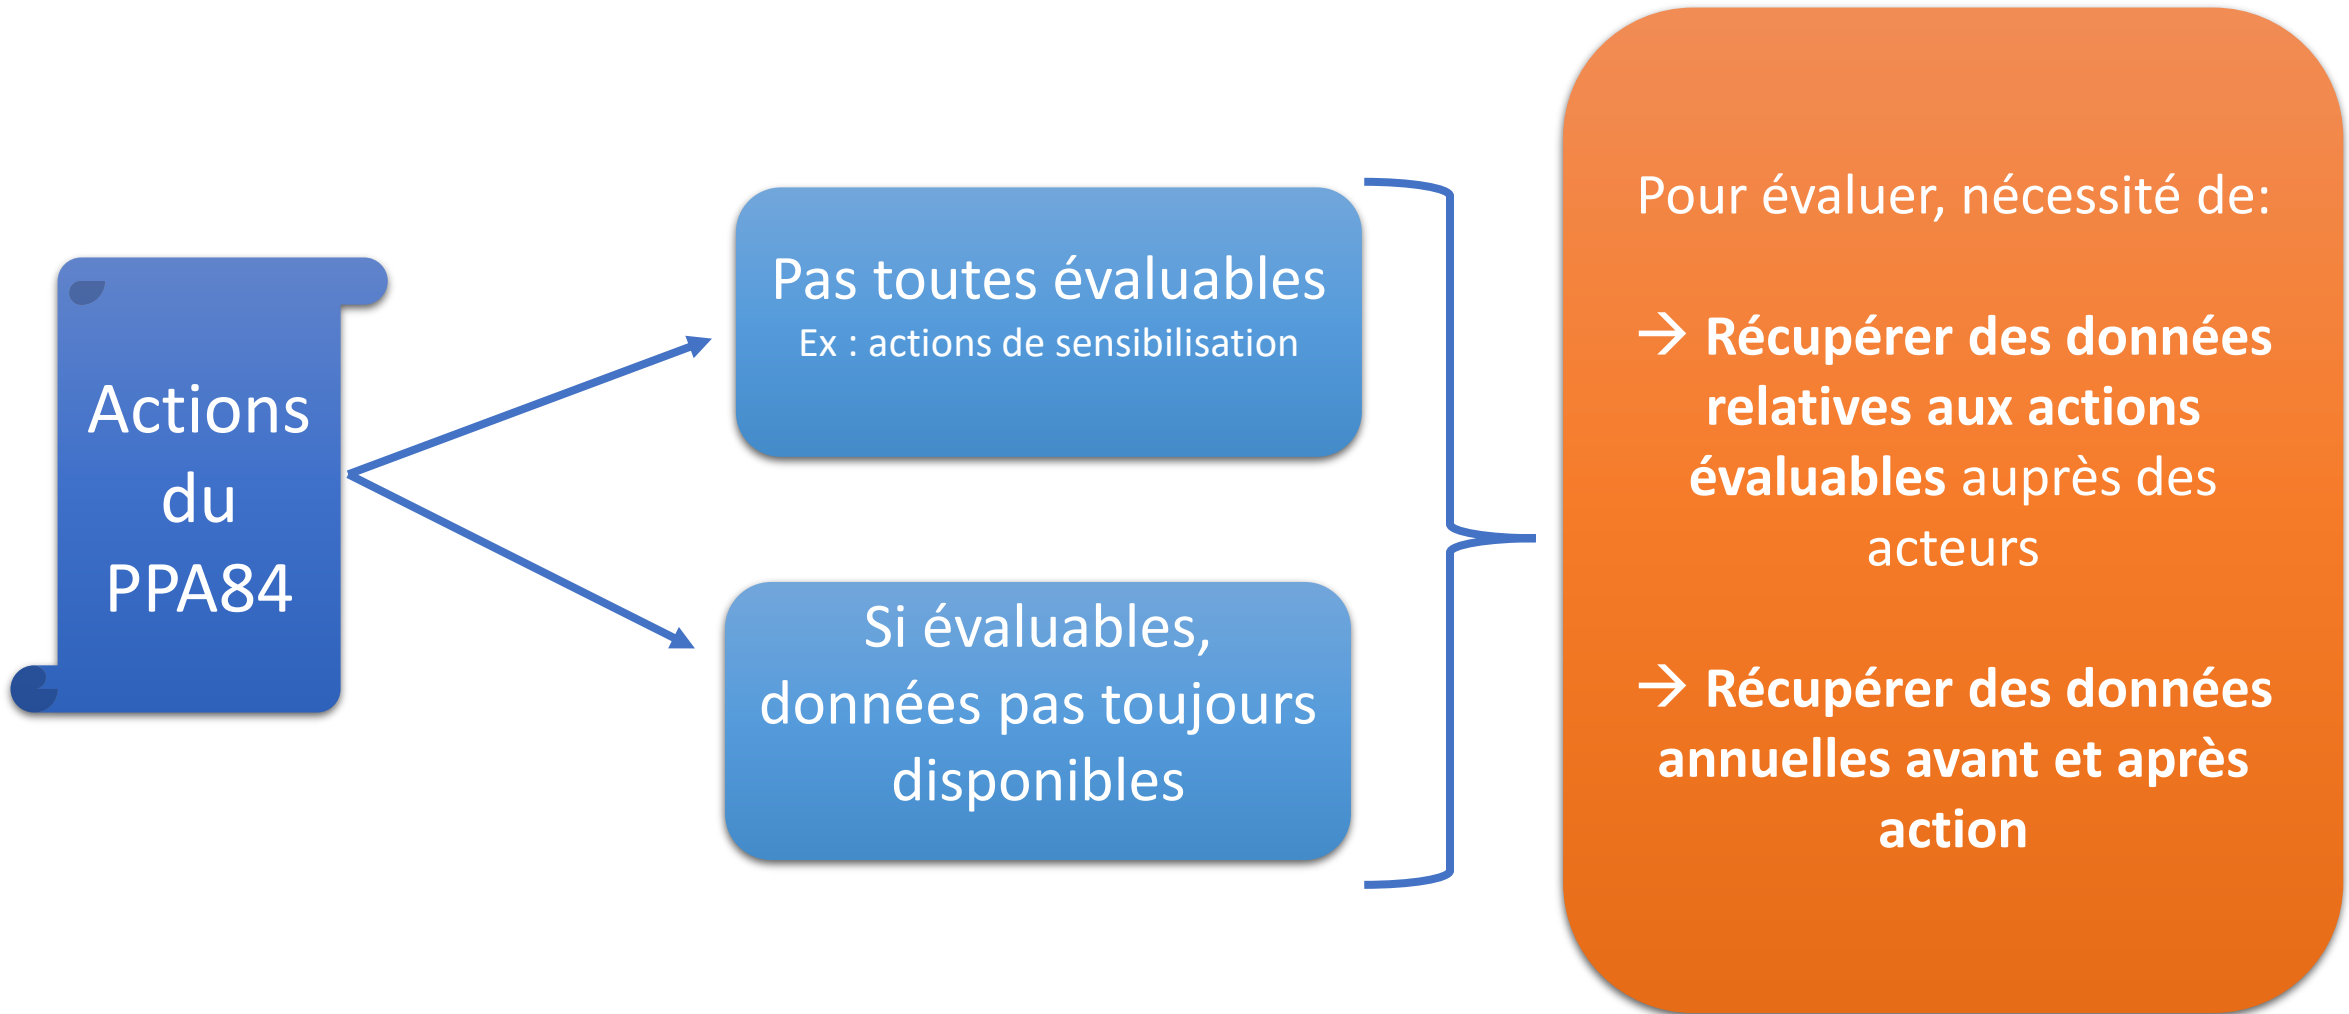 Actions
du
PPA84
Pas toutes évaluables
Ex : actions de sensibilisation
Si évaluables,
données pas toujours
disponibles
Pour évaluer, nécessité de:
→ Récupérer des données
relatives aux actions
évaluables auprès des
acteurs
→ Récupérer des données
annuelles avant et après
action